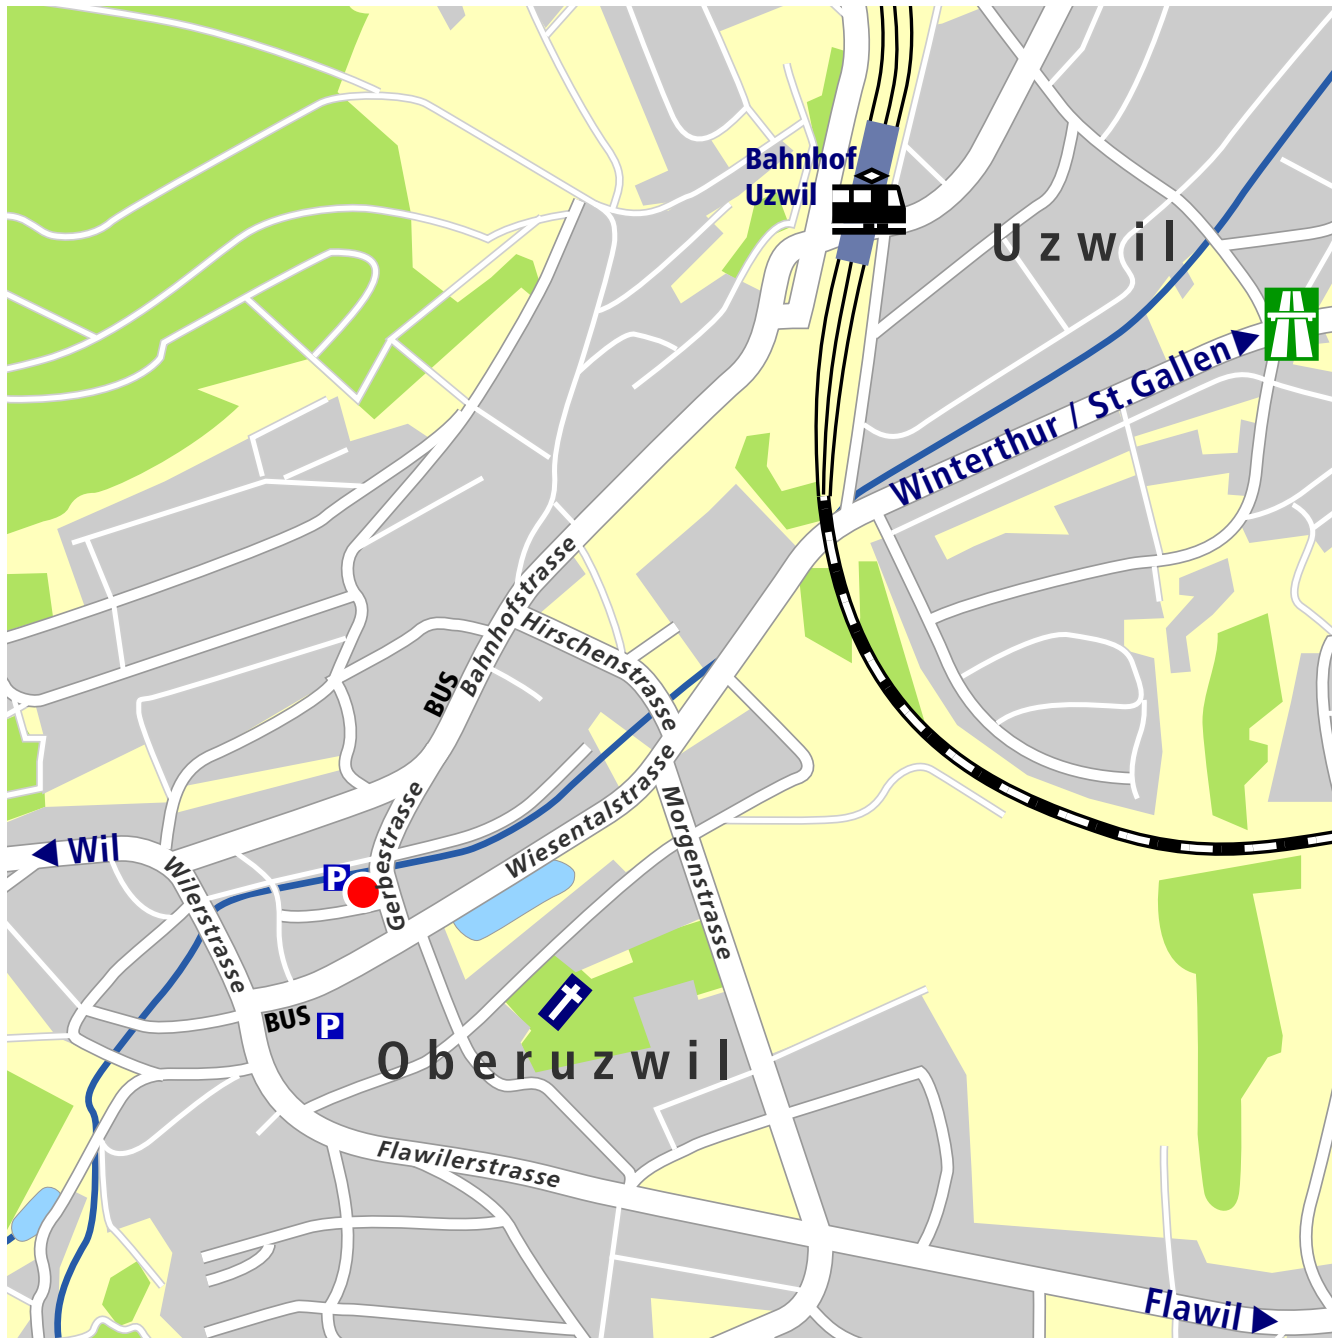 Bahnhof
Uzwil
Uzwil
Winterthur / St.Gallen
Bahnhofstrasse
Hirschenstrasse
BUS
Wiesentalstrasse
Gerbestrasse
Morgenstrasse
Wil
P
Wilerstrasse
BUS P
Oberuzwil
Flawilerstrasse
Flawil